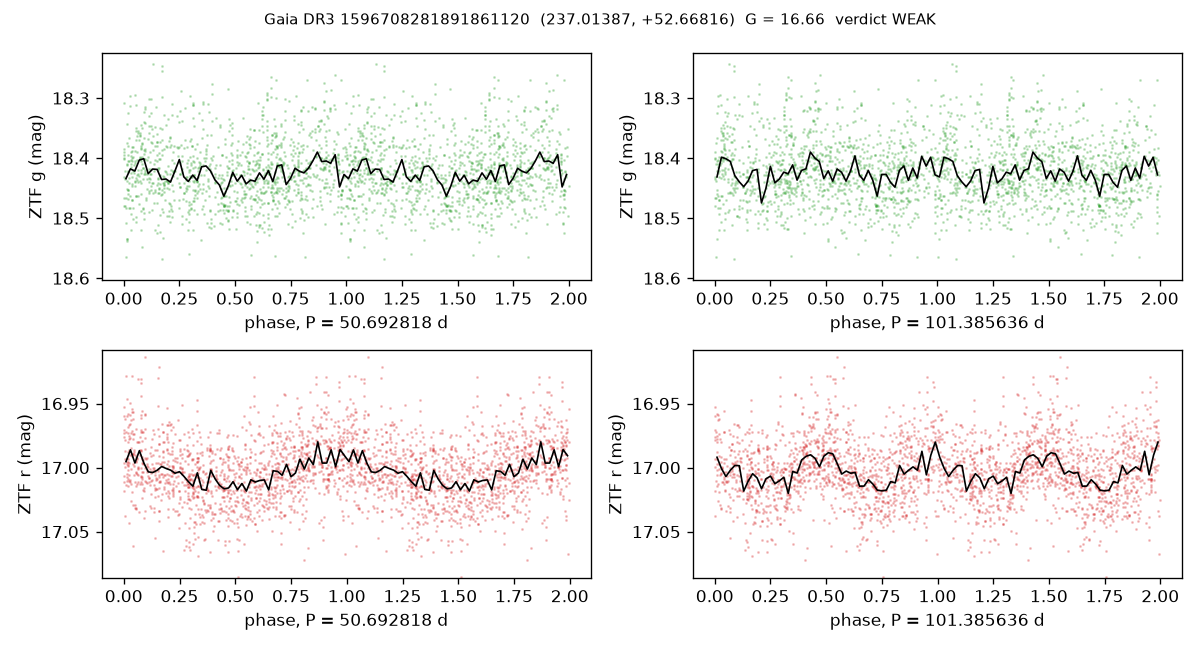 Gaia DR3 1596708281891861120 (237.01387, +52.66816) G = 16.66 verdict WEAK
ZTF g (mag)
18.3
18.4
18.5
18.6
0.00 0.25 0.50 0.75 1.00 1.25 1.50 1.75 2.00
phase, P = 50.692818 d
ZTF g (mag)
18.3
18.4
18.5
18.6
0.00 0.25 0.50 0.75 1.00 1.25 1.50 1.75 2.00
phase, P = 101.385636 d
ZTF r (mag)
16.95
17.00
17.05
0.00 0.25 0.50 0.75 1.00 1.25 1.50 1.75 2.00
phase, P = 50.692818 d
ZTF r (mag)
16.95
17.00
17.05
0.00 0.25 0.50 0.75 1.00 1.25 1.50 1.75 2.00
phase, P = 101.385636 d